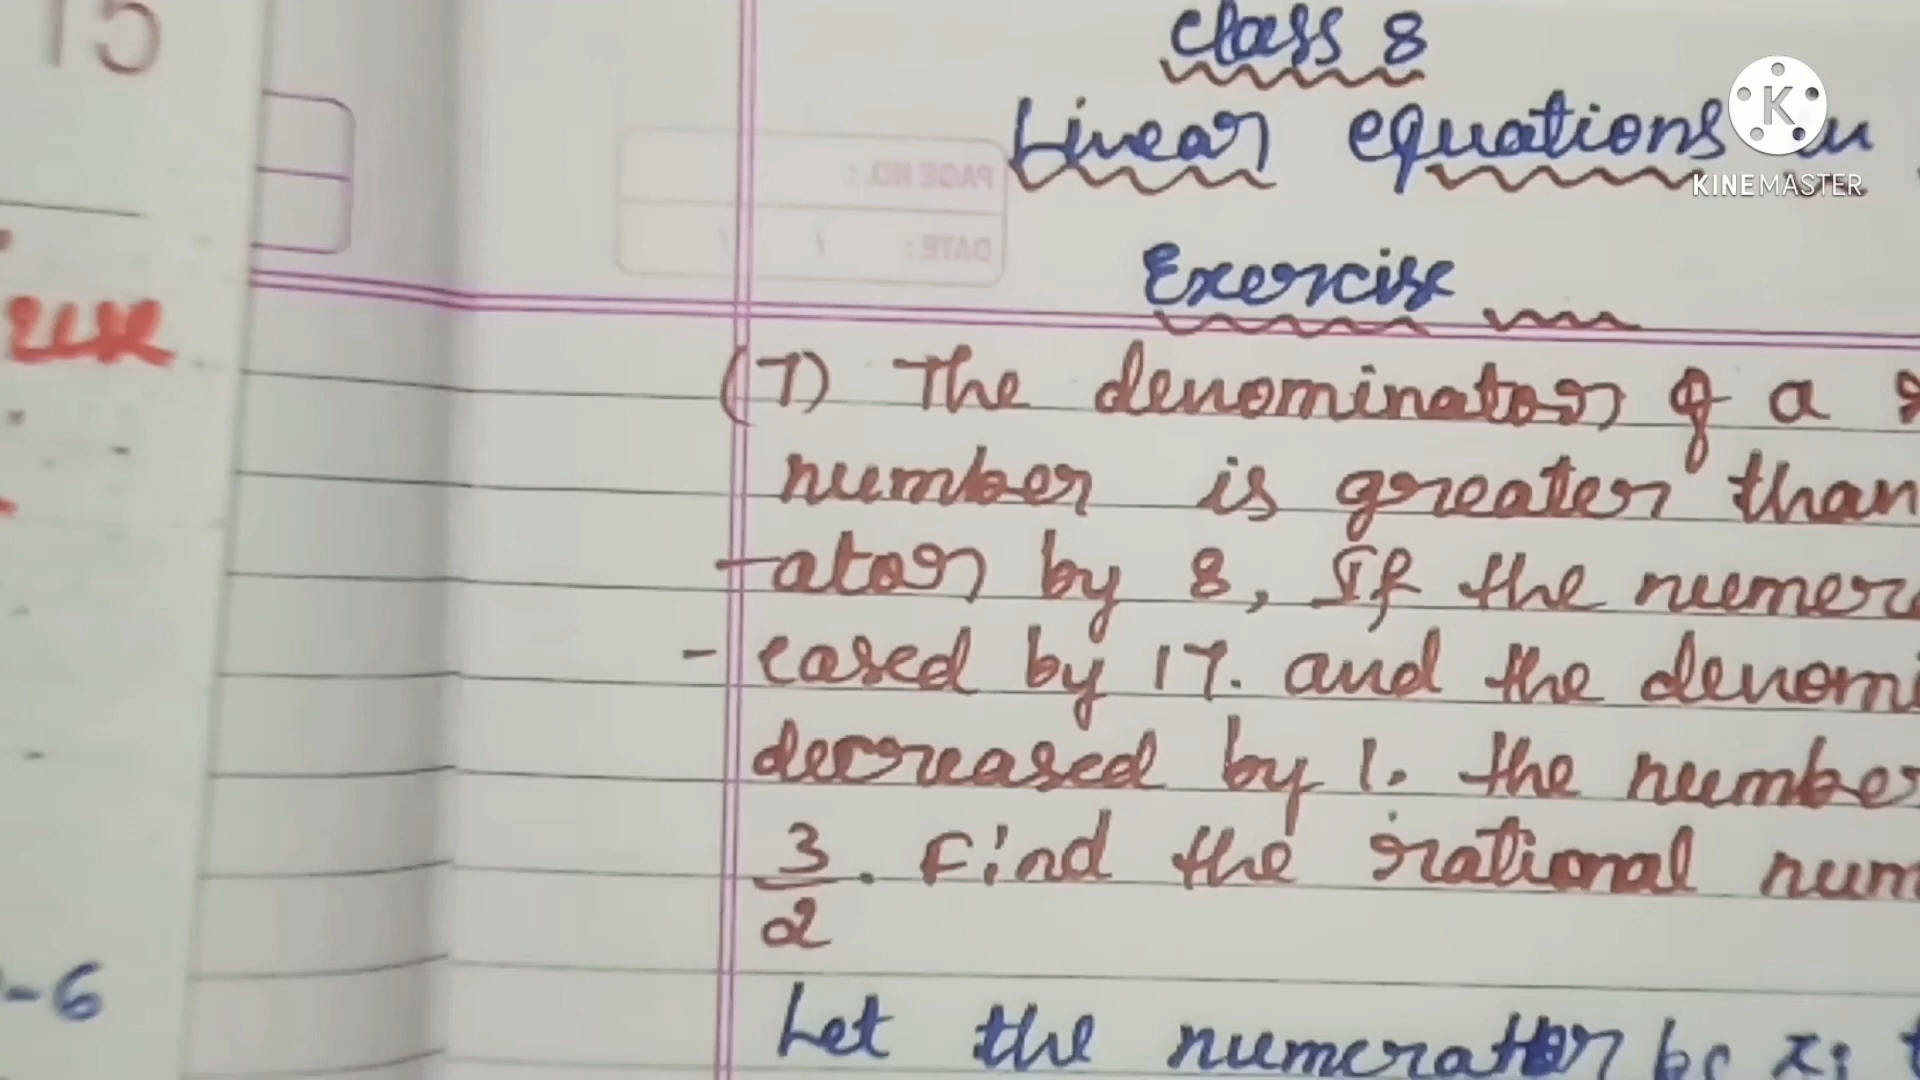 15
class 8
Linear equations in
K
KINEMASTER
PAGE NO. :
DATE : / /
Exercise
(7) The denominator of a
number is greater than
-ator by 8, If the numer
-eased by 17. and the denomi
decreased by 1. the number
3/2. Find the rational num
-6
Let the numerator be x;